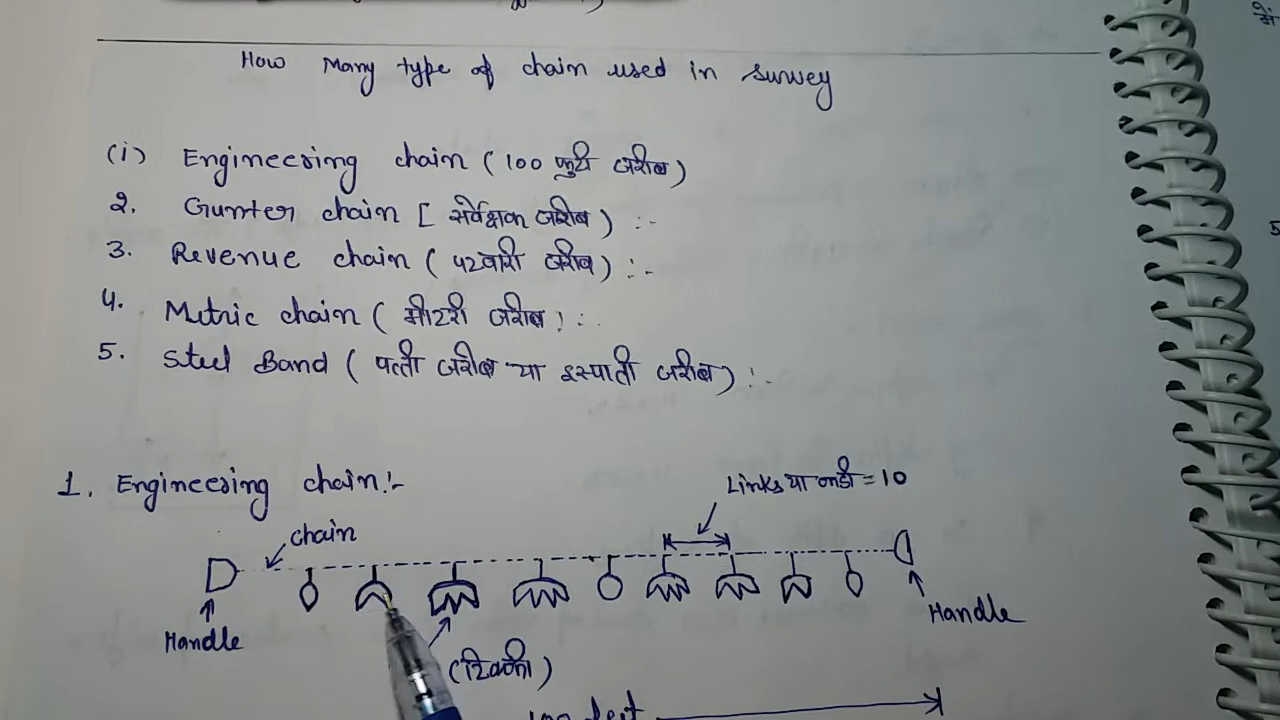 How Many type of chain used in survey
(i) Engineering chain (100 फुटी जरीब)
2. Gunter chain [सर्वेक्षक जरीब) :-
3. Revenue chain (पटवारी जरीब) :-
4. Metric chain (मीटरी जरीब) :-
5. Steel Band (पत्ती जरीब या इस्पाती जरीब) :-
1. Engineering chain :-
Links या कडी = 10
chain
Handle
Handle
(टिक्की)
100 feet